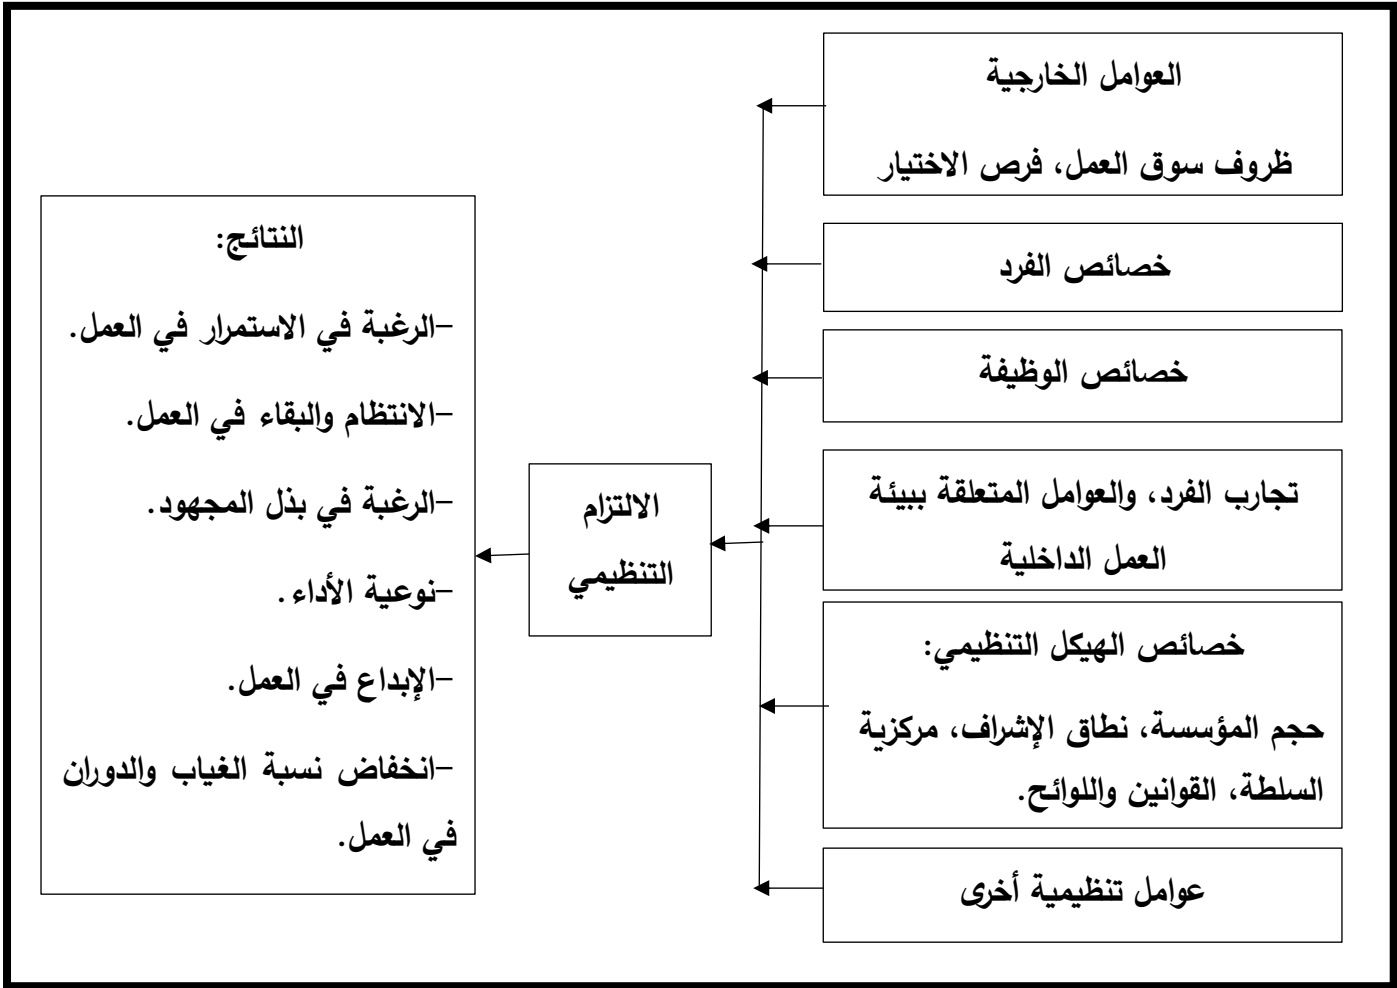 العوامل الخارجية
ظروف سوق العمل، فرص الاختيار
خصائص الفرد
خصائص الوظيفة
تجارب الفرد، والعوامل المتعلقة ببيئة
العمل الداخلية
خصائص الهيكل التنظيمي:
حجم المؤسسة، نطاق الإشراف، مركزية
السلطة، القوانين واللوائح.
عوامل تنظيمية أخرى
الالتزام
التنظيمي
النتائج:
-الرغبة في الاستمرار في العمل.
-الانتظام والبقاء في العمل.
-الرغبة في بذل المجهود.
-نوعية الأداء.
-الإبداع في العمل.
-انخفاض نسبة الغياب والدوران
في العمل.